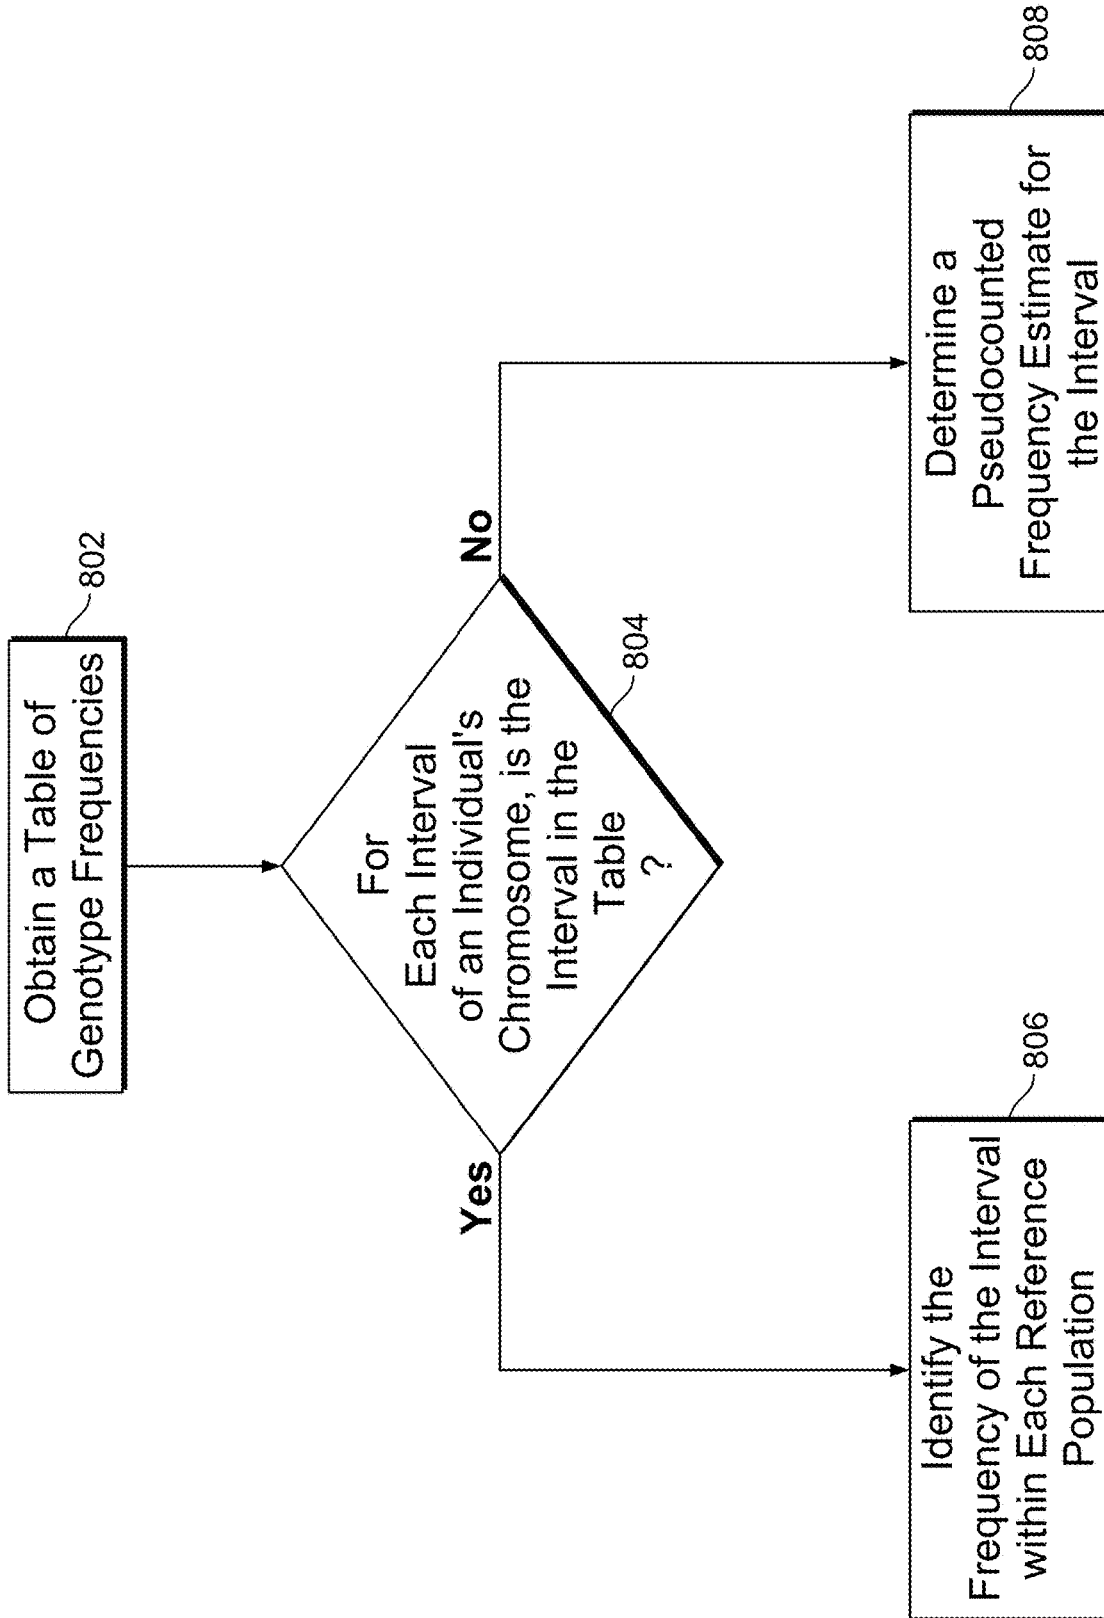 Obtain a Table of
Genotype Frequencies
802
For
Each Interval
of an Individual's
Chromosome, is the
Interval in the
Table
?
804
Yes
No
Identify the
Frequency of the Interval
within Each Reference
Population
806
Determine a
Pseudocounted
Frequency Estimate for
the Interval
808